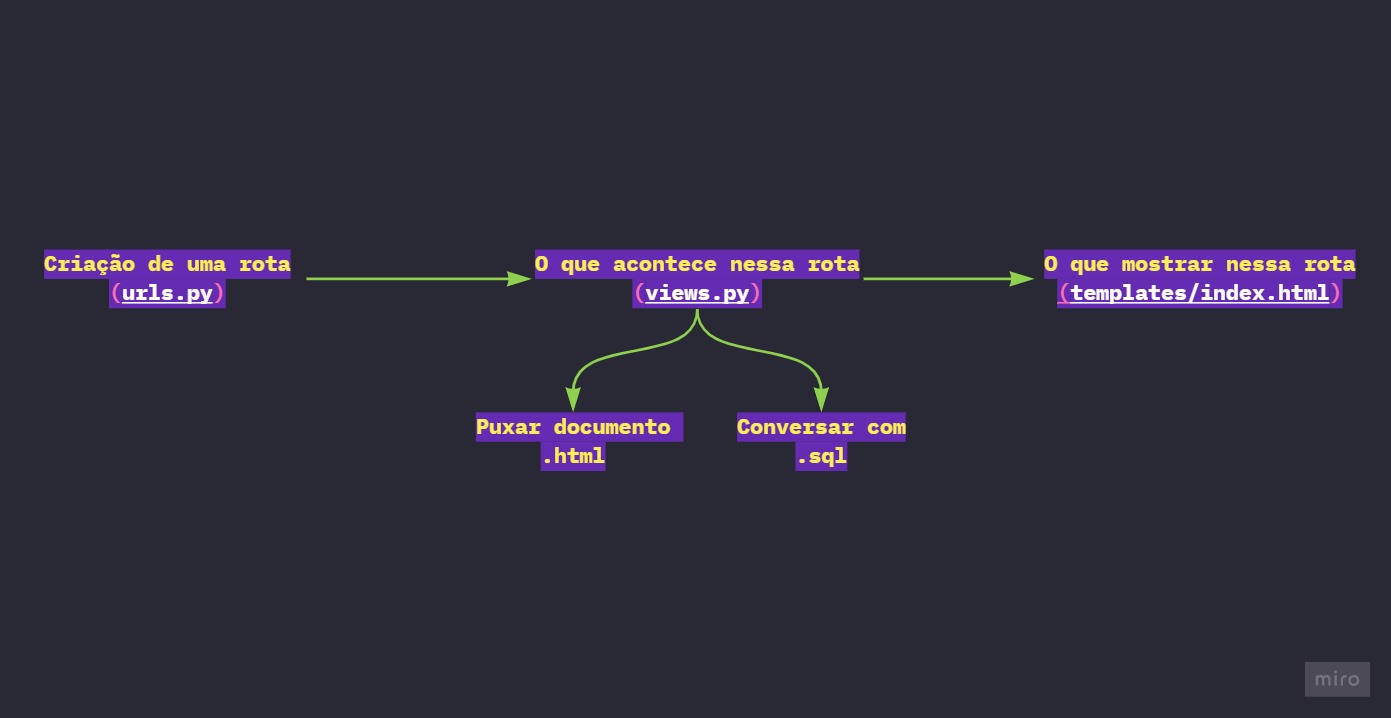 Criação de uma rota
(urls.py)
O que acontece nessa rota
(views.py)
O que mostrar nessa rota
(templates/index.html)
Puxar documento
.html
Conversar com
.sql
miro